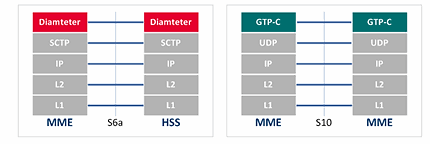 Diamteter Diamteter
SCTP SCTP
IP IP
L2 L2
L1 L1
MME S6a HSS
GTP-C GTP-C
UDP UDP
IP IP
L2 L2
L1 L1
MME S10 MME